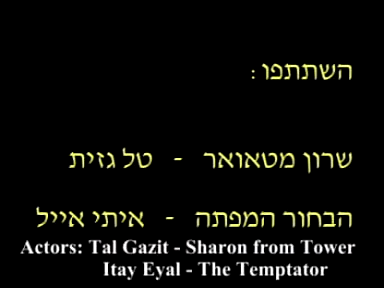 השתתפו :
שרון מטאואר - טל גזית
הבחור המפתה - איתי אייל
Actors: Tal Gazit - Sharon from Tower
Itay Eyal - The Temptator